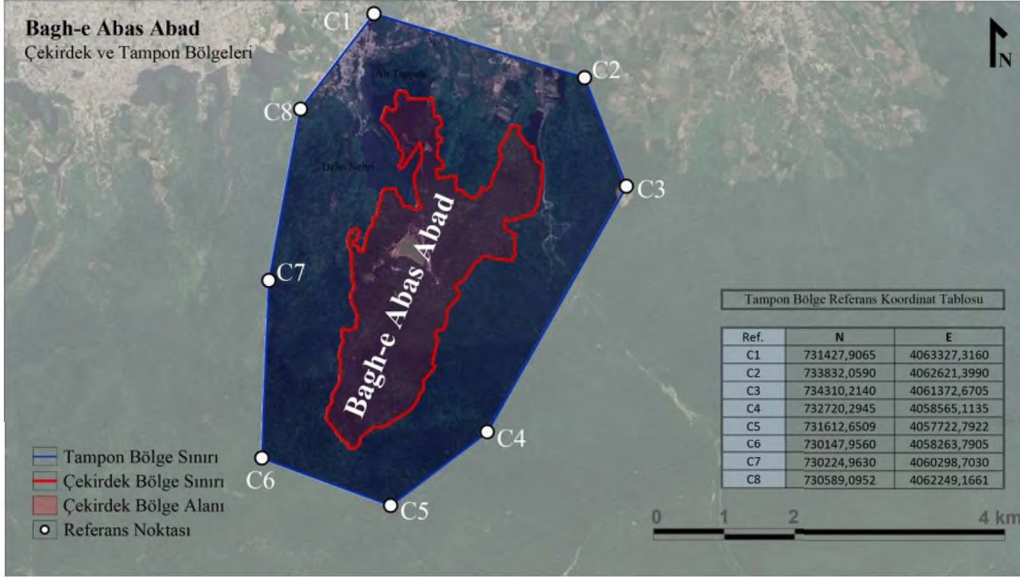 Bagh-e Abas Abad
Çekirdek ve Tampon Bölgeleri
C1
C2
N
C8
C3
C7
Bagh-e Abas Abad
C4
C6
C5
Tampon Bölge Referans Koordinat Tablosu
Ref. N E
C1 731427,9065 4063327,3160
C2 733832,0590 4062621,3990
C3 734310,2140 4061372,6705
C4 732720,2945 4058565,1135
C5 731612,6509 4057722,7922
C6 730147,9560 4058263,7905
C7 730224,9630 4060298,7030
C8 730589,0952 4062249,1661
Tampon Bölge Sınırı
Çekirdek Bölge Sınırı
Çekirdek Bölge Alanı
Referans Noktası
0 1 2 4 km